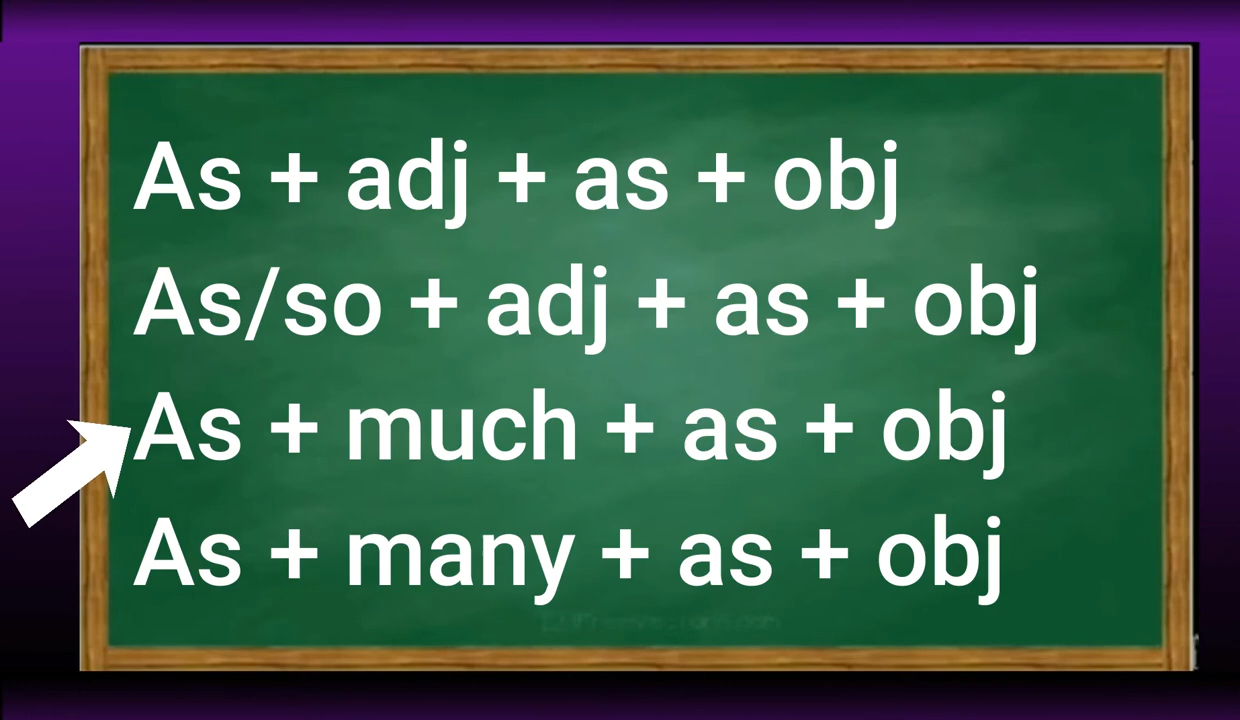 As + adj + as + obj
As/so + adj + as + obj
As + much + as + obj
As + many + as + obj